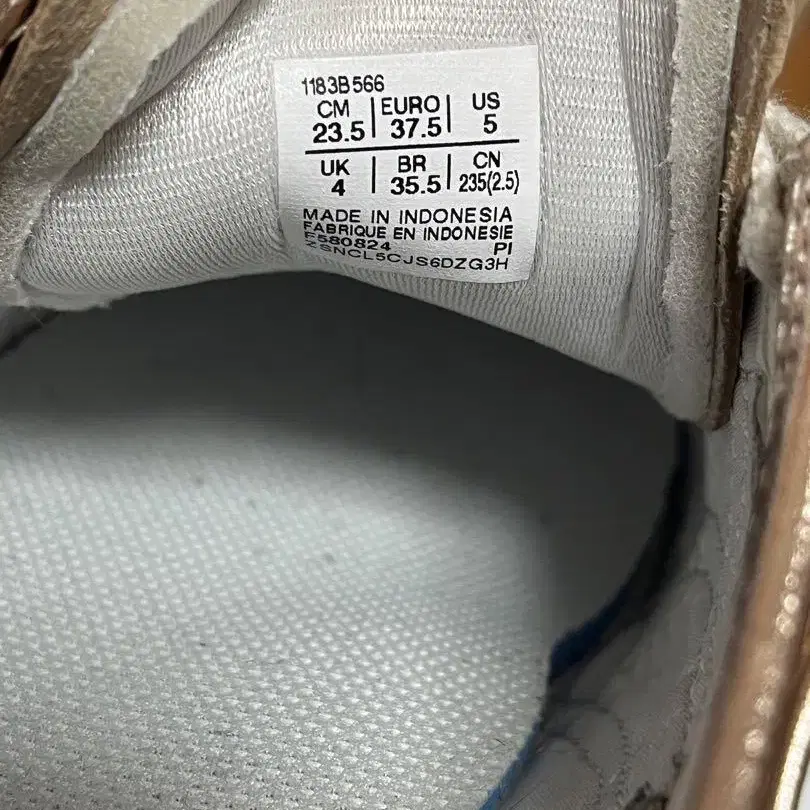 1183B566
CM | EURO | US
23.5 | 37.5 | 5
UK | BR | CN
4 | 35.5 | 235(2.5)
MADE IN INDONESIA
FABRIQUE EN INDONESIE
F580824 PI
ZSNCL5CJS6DZG3H